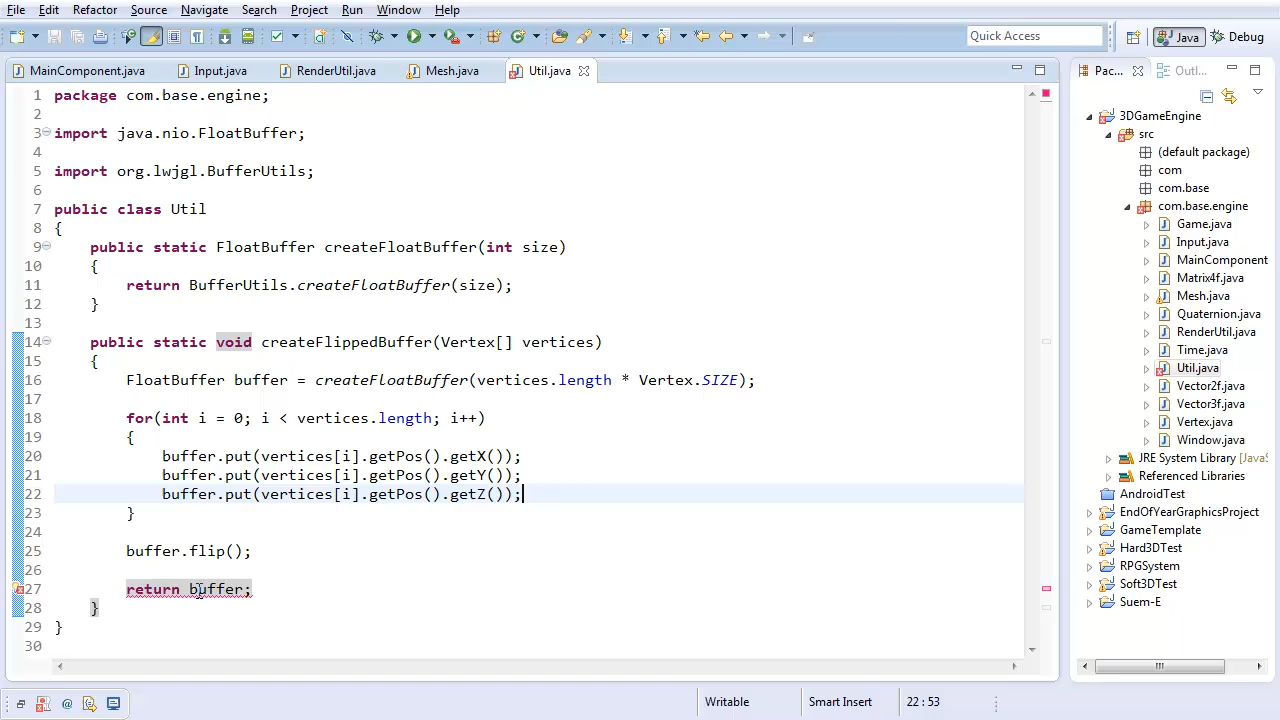 File Edit Refactor Source Navigate Search Project Run Window Help
Quick Access
Java
Debug
MainComponent.java Input.java RenderUtil.java Mesh.java Util.java
1 package com.base.engine;
2
3 import java.nio.FloatBuffer;
4
5 import org.lwjgl.BufferUtils;
6
7 public class Util
8 {
9 public static FloatBuffer createFloatBuffer(int size)
10 {
11 return BufferUtils.createFloatBuffer(size);
12 }
13
14 public static void createFlippedBuffer(Vertex[] vertices)
15 {
16 FloatBuffer buffer = createFloatBuffer(vertices.length * Vertex.SIZE);
17
18 for(int i = 0; i < vertices.length; i++)
19 {
20 buffer.put(vertices[i].getPos().getX());
21 buffer.put(vertices[i].getPos().getY());
22 buffer.put(vertices[i].getPos().getZ());
23 }
24
25 buffer.flip();
26
27 return buffer;
28 }
29 }
30
Pac... Outl...
3DGameEngine
src
(default package)
com
com.base
com.base.engine
Game.java
Input.java
MainComponent
Matrix4f.java
Mesh.java
Quaternion.java
RenderUtil.java
Time.java
Util.java
Vector2f.java
Vector3f.java
Vertex.java
Window.java
JRE System Library [JavaS
Referenced Libraries
AndroidTest
EndOfYearGraphicsProject
GameTemplate
Hard3DTest
RPGSystem
Soft3DTest
Suem-E
Writable Smart Insert 22 : 53